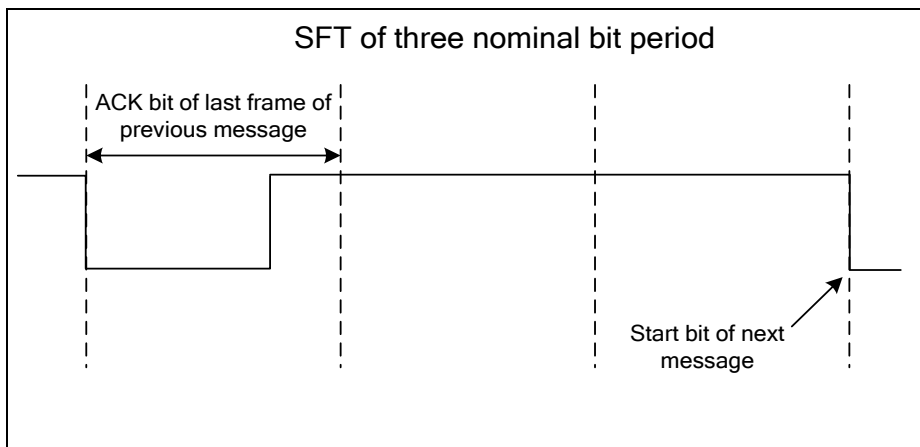 SFT of three nominal bit period
ACK bit of last frame of
previous message
Start bit of next
message